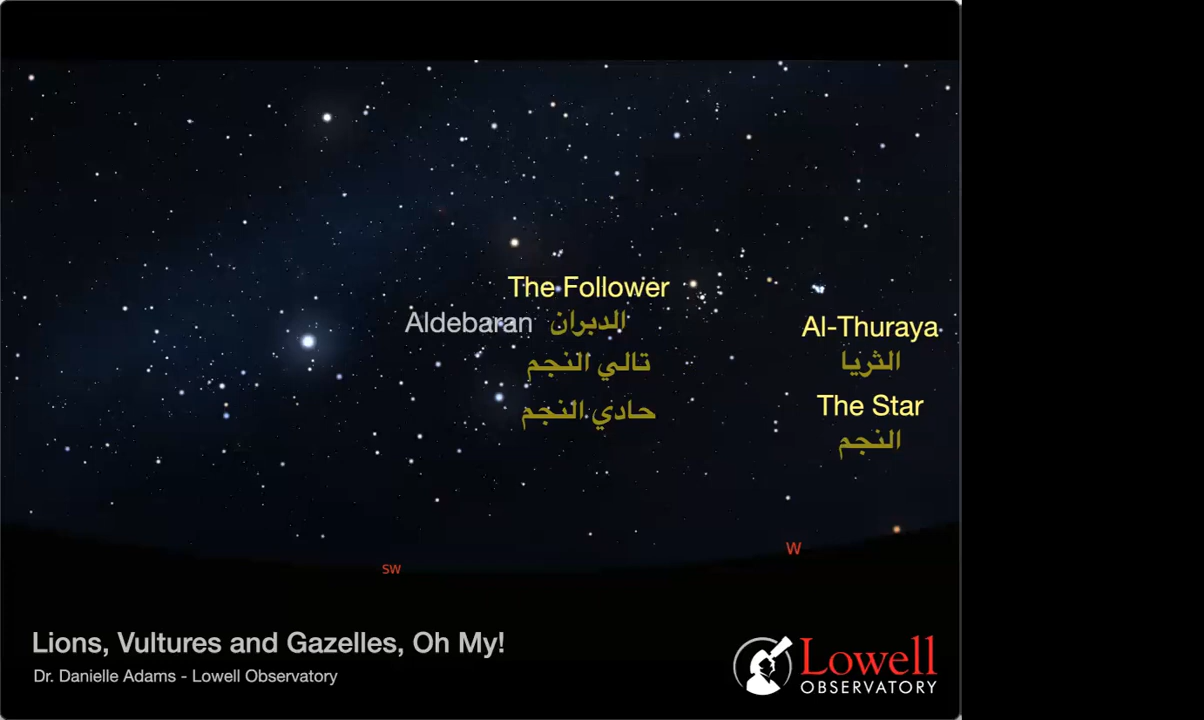 The Follower
Aldebaran الدبران
تالي النجم
حادي النجم
Al-Thuraya
الثريا
The Star
النجم
SW
W
Lions, Vultures and Gazelles, Oh My!
Dr. Danielle Adams - Lowell Observatory
Lowell
OBSERVATORY